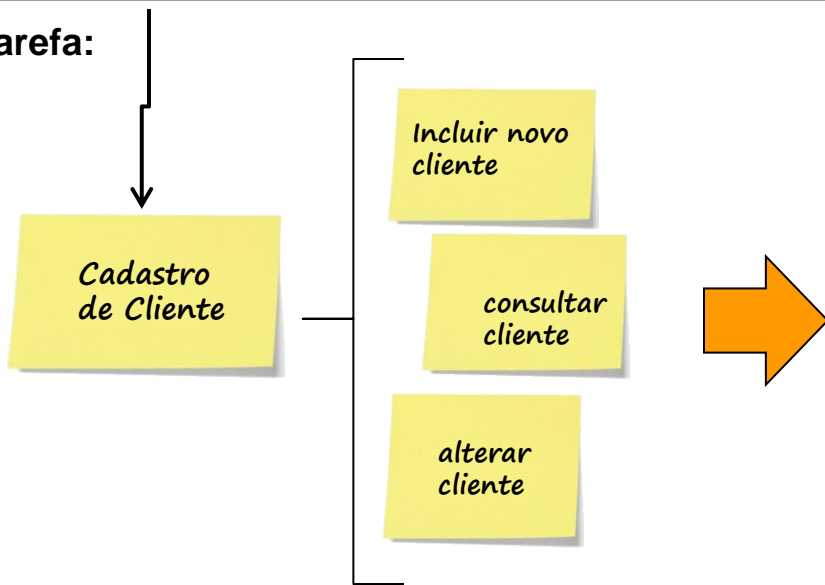 arefa:
Incluir novo
cliente
Cadastro
de Cliente
consultar
cliente
alterar
cliente